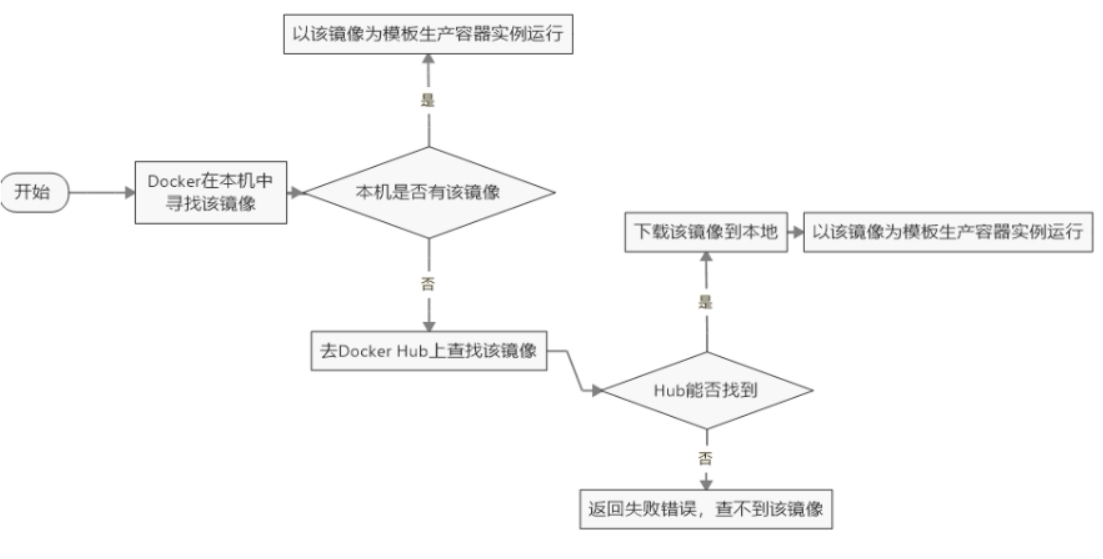 以该镜像为模板生产容器实例运行
是
开始
Docker在本机中
寻找该镜像
本机是否有该镜像
下载该镜像到本地
以该镜像为模板生产容器实例运行
否
是
去Docker Hub上查找该镜像
Hub能否找到
否
返回失败错误，查不到该镜像